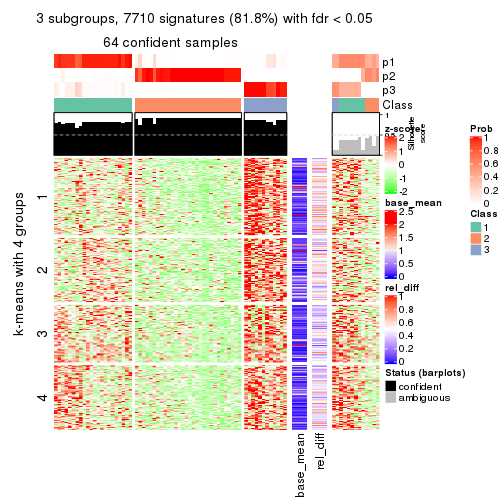 3 subgroups, 7710 signatures (81.8%) with fdr < 0.05
64 confident samples
p1
p2
p3
Class
1
Silhouette
score
k-means with 4 groups
1
2
3
4
base_mean
rel_diff
z-score
2
1
0
-1
-2
base_mean
2.5
2
1.5
1
0.5
0
rel_diff
1
0.8
0.6
0.4
0.2
0
Status (barplots)
confident
ambiguous
Prob
1
0.8
0.6
0.4
0.2
0
Class
1
2
3